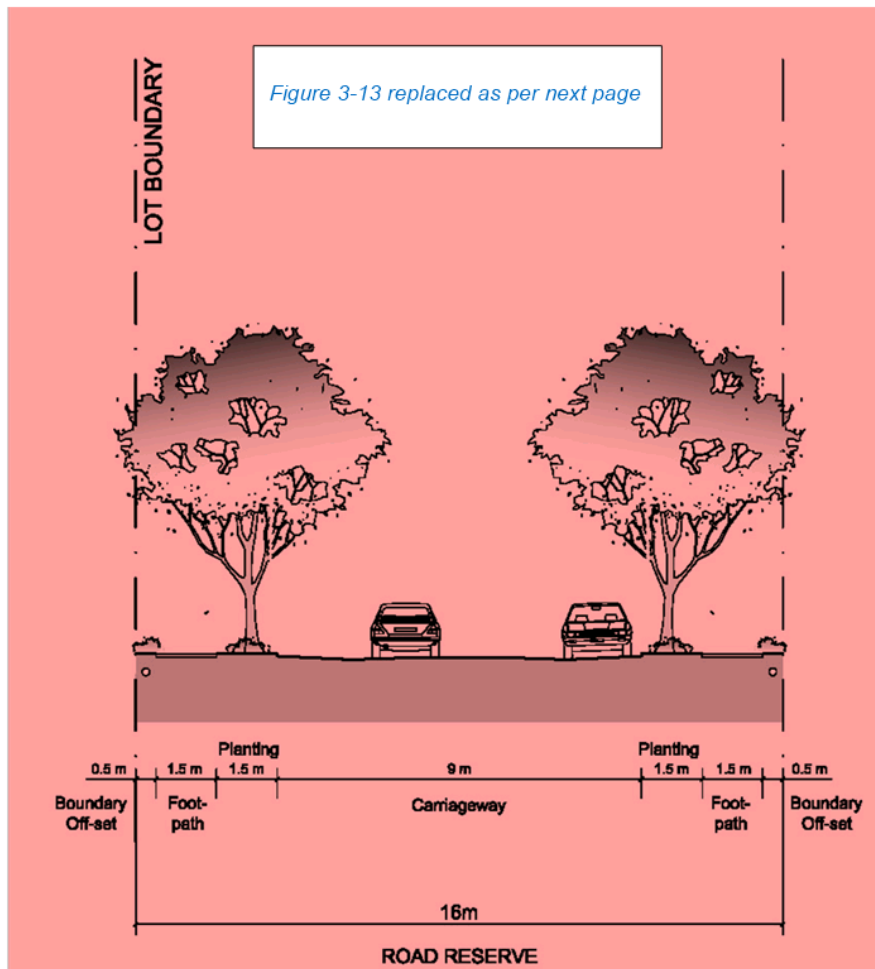 Figure 3-13 replaced as per next page
LOT BOUNDARY
Planting
Planting
0.5 m
1.5 m
1.5 m
9 m
1.5 m
1.5 m
0.5 m
Boundary
Off-set
Foot-
path
Carriageway
Foot-
path
Boundary
Off-set
16m
ROAD RESERVE